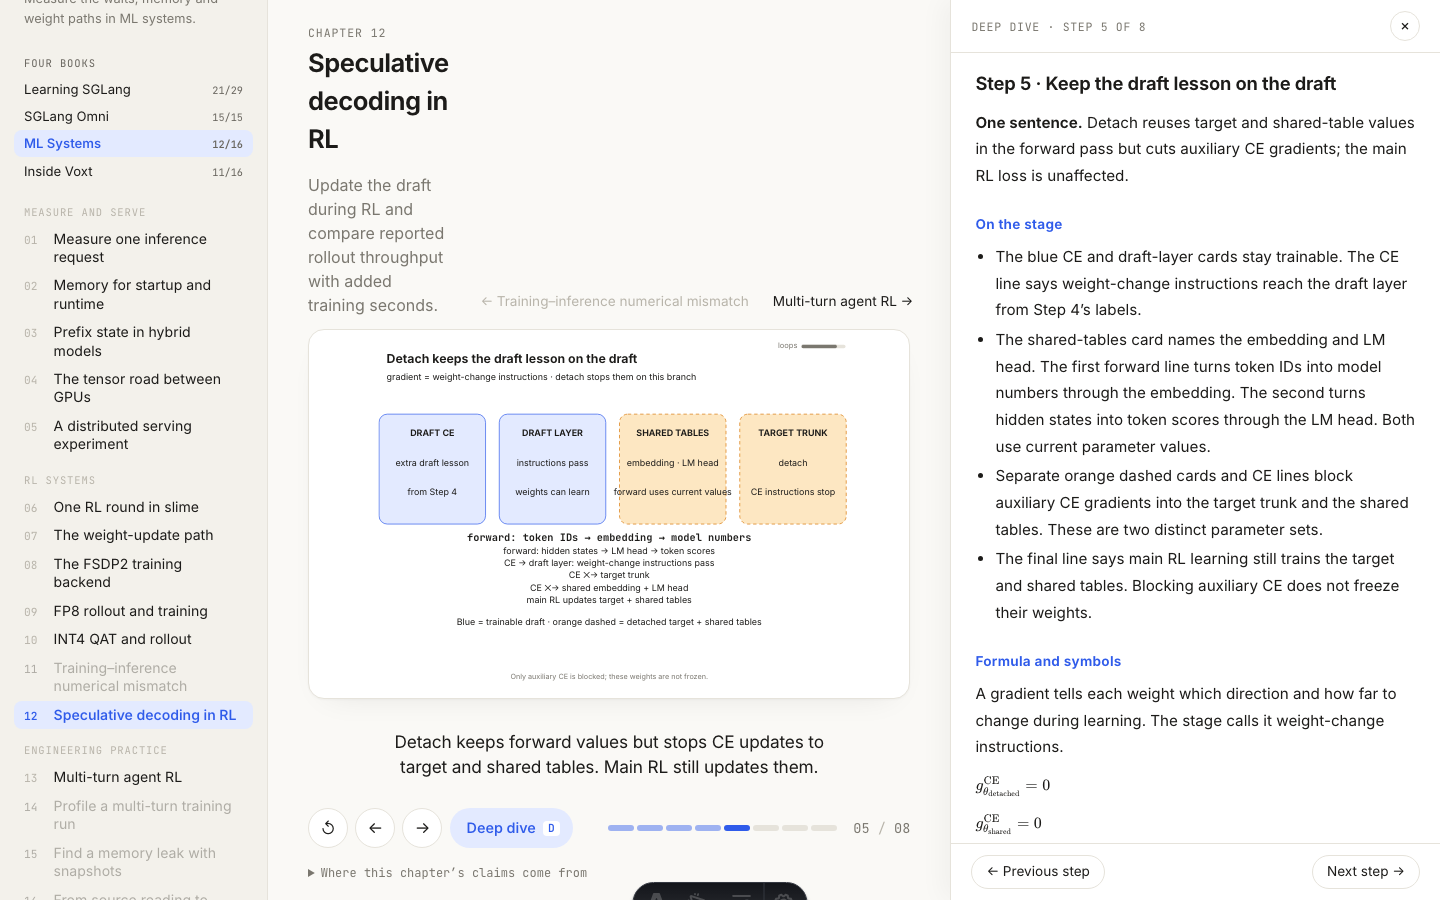 weight paths in ML systems.
FOUR BOOKS
Learning SGLang 21/29
SGLang Omni 15/15
ML Systems 12/16
Inside Voxt 11/16
MEASURE AND SERVE
01 Measure one inference
request
02 Memory for startup and
runtime
03 Prefix state in hybrid
models
04 The tensor road between
GPUs
05 A distributed serving
experiment
RL SYSTEMS
06 One RL round in slime
07 The weight-update path
08 The FSDP2 training
backend
09 FP8 rollout and training
10 INT4 QAT and rollout
11 Training–inference
numerical mismatch
12 Speculative decoding in RL
ENGINEERING PRACTICE
13 Multi-turn agent RL
14 Profile a multi-turn training
run
15 Find a memory leak with
snapshots
CHAPTER 12
Speculative
decoding in
RL
Update the draft
during RL and
compare reported
rollout throughput
with added
training seconds.
← Training–inference numerical mismatch
Multi-turn agent RL →
loops
Detach keeps the draft lesson on the draft
gradient = weight-change instructions · detach stops them on this branch
DRAFT CE
extra draft lesson
from Step 4
DRAFT LAYER
instructions pass
weights can learn
SHARED TABLES
embedding · LM head
forward uses current values
TARGET TRUNK
detach
CE instructions stop
forward: token IDs → embedding → model numbers
forward: hidden states → LM head → token scores
CE → draft layer: weight-change instructions pass
CE ✕→ target trunk
CE ✕→ shared embedding + LM head
main RL updates target + shared tables
Blue = trainable draft · orange dashed = detached target + shared tables
Only auxiliary CE is blocked; these weights are not frozen.
Detach keeps forward values but stops CE updates to
target and shared tables. Main RL still updates them.
Deep dive D
05 / 08
▶ Where this chapter’s claims come from
DEEP DIVE · STEP 5 OF 8
×
Step 5 · Keep the draft lesson on the draft
One sentence. Detach reuses target and shared-table values
in the forward pass but cuts auxiliary CE gradients; the main
RL loss is unaffected.
On the stage
• The blue CE and draft-layer cards stay trainable. The CE
line says weight-change instructions reach the draft layer
from Step 4’s labels.
• The shared-tables card names the embedding and LM
head. The first forward line turns token IDs into model
numbers through the embedding. The second turns
hidden states into token scores through the LM head. Both
use current parameter values.
• Separate orange dashed cards and CE lines block
auxiliary CE gradients into the target trunk and the shared
tables. These are two distinct parameter sets.
• The final line says main RL learning still trains the target
and shared tables. Blocking auxiliary CE does not freeze
their weights.
Formula and symbols
A gradient tells each weight which direction and how far to
change during learning. The stage calls it weight-change
instructions.
g^CE_θdetached = 0
g^CE_θshared = 0
← Previous step
Next step →